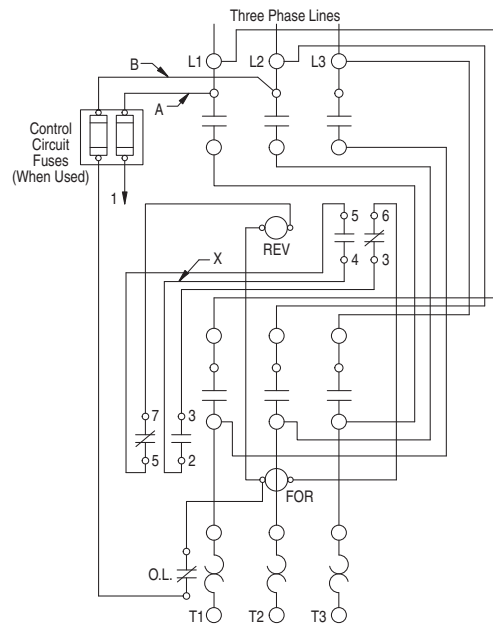 Three Phase Lines
L1 L2 L3
B
A
Control
Circuit
Fuses
(When Used)
1
5 6
REV
X
4 3
7 3
5 2
FOR
O.L.
T1 T2 T3